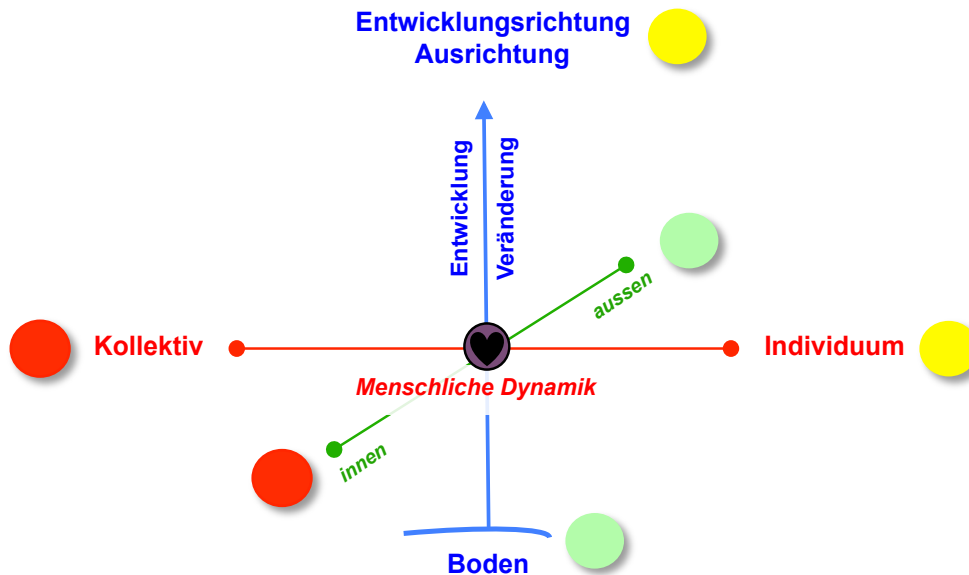 Entwicklungsrichtung
Ausrichtung
Entwicklung
Veränderung
aussen
Kollektiv
Individuum
Menschliche Dynamik
innen
Boden